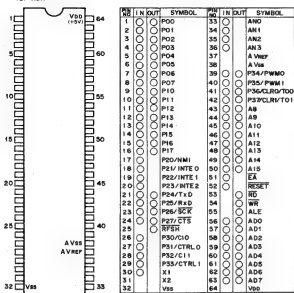 VDD
(+5V)
1
64
5
60
10
55
15
50
20
45
25
40
AVSS
AVREF
32
VSS
33
PIN NO. IN OUT SYMBOL PIN NO. IN OUT SYMBOL
1 P00 33 AN0
2 P01 34 AN1
3 P02 35 AN2
4 P03 36 AN3
5 P04 37 A VREF
6 P05 38 A VSS
7 P06 39 P34/PWM0
8 P07 40 P35/PWM1
9 P10 41 P36/CLR0/TO0
10 P11 42 P37/CLR1/TO1
11 P12 43 A8
12 P13 44 A9
13 P14 45 A10
14 P15 46 A11
15 P16 47 A12
16 P17 48 A13
17 P20/NMI 49 A14
18 P21/INTE0 50 A15
19 P22/INTE1 51 EA
20 P23/INTE2 52 RESET
21 P24/TxD 53 RD
22 P25/RxD 54 WR
23 P26/SCK 55 ALE
24 P27/CTS 56 AD0
25 RFSH 57 AD1
26 P30/CI0 58 AD2
27 P31/CTRL0 59 AD3
28 P32/CI1 60 AD4
29 P33/CTRL1 61 AD5
30 X1 62 AD6
31 X2 63 AD7
32 VSS 64 VDD